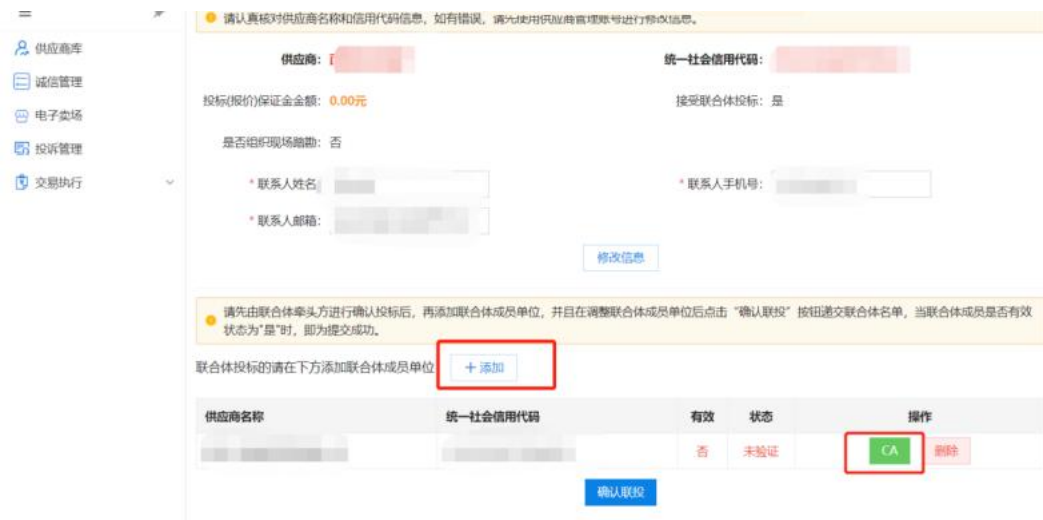 请认真核对供应商名称和信用代码信息，如有错误，请先使用供应商管理账号进行修改信息。
供应商库
诚信管理
电子卖场
投诉管理
交易执行
供应商：
统一社会信用代码：
投标(报价)保证金金额： 0.00元
接受联合体投标： 是
是否组织现场踏勘： 否
* 联系人姓名
* 联系人手机号：
* 联系人邮箱：
修改信息
请先由联合体牵头方进行确认投标后，再添加联合体成员单位，并且在调整联合体成员单位后点击“确认联投”按钮递交联合体名单，当联合体成员是否有效
状态为"是"时，即为提交成功。
联合体投标的请在下方添加联合体成员单位
+ 添加
供应商名称 统一社会信用代码 有效 状态 操作
否 未验证 CA 删除
确认联投